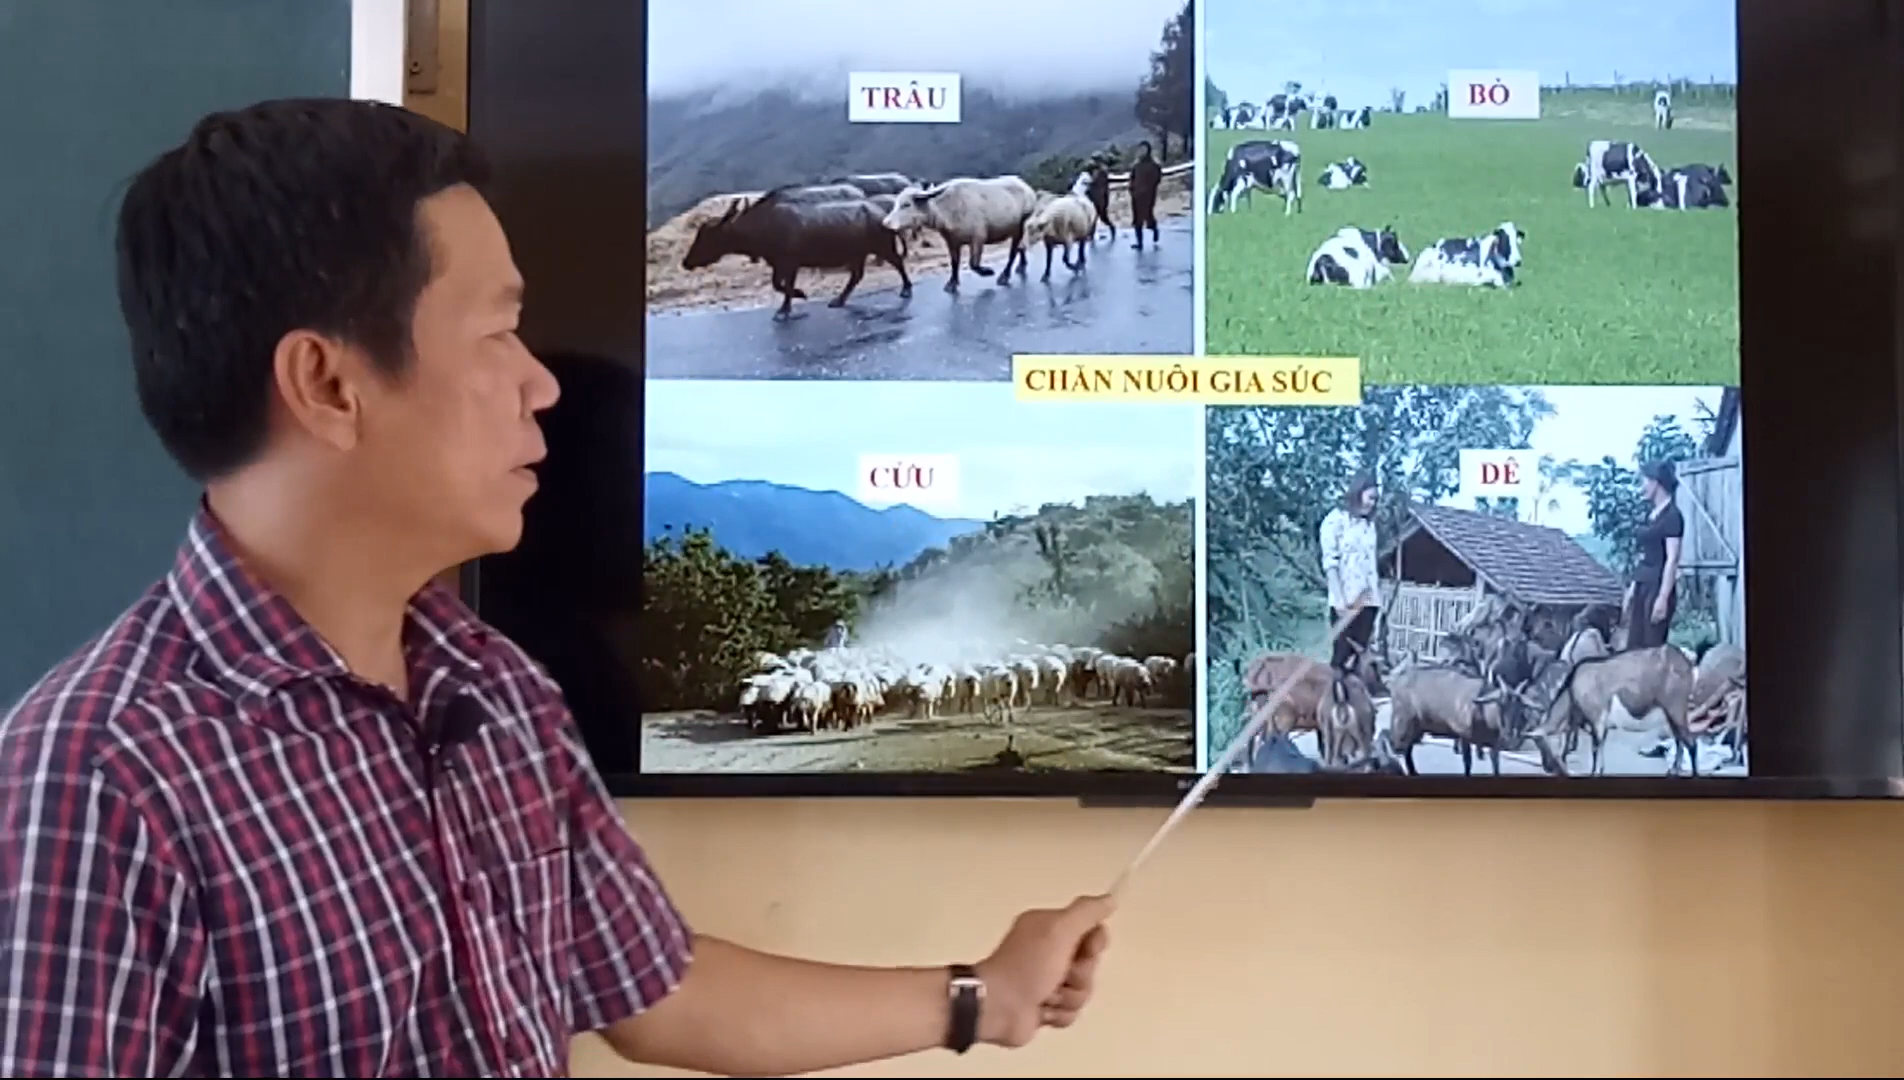 TRÂU
BÒ
CHĂN NUÔI GIA SÚC
CỪU
DÊ